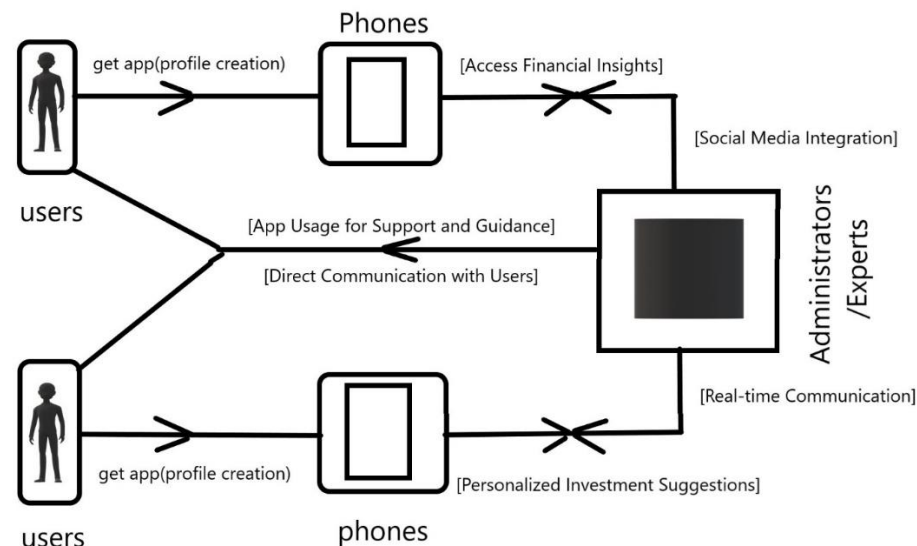 Phones
get app(profile creation)
[Access Financial Insights]
[Social Media Integration]
users
[App Usage for Support and Guidance]
[Direct Communication with Users]
Administrators
/Experts
[Real-time Communication]
get app(profile creation)
[Personalized Investment Suggestions]
phones
users